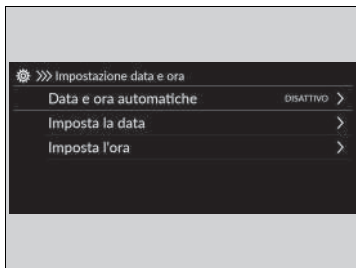 Impostazione data e ora
Data e ora automatiche DISATTIVO
Imposta la data
Imposta l'ora